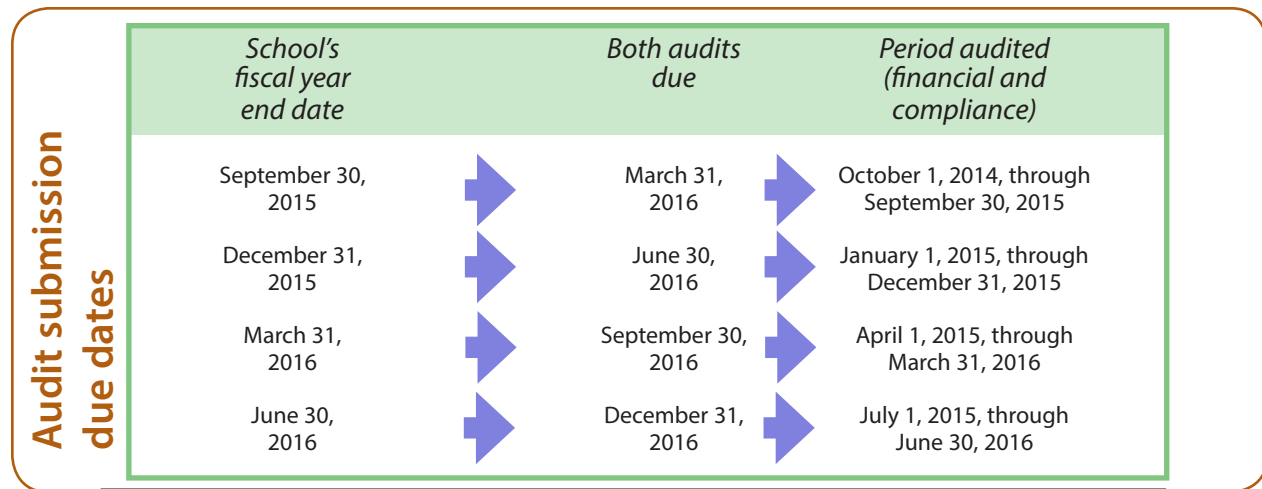 Audit submission
due dates
School’s
fiscal year
end date
Both audits
due
Period audited
(financial and
compliance)
September 30,
2015
March 31,
2016
October 1, 2014, through
September 30, 2015
December 31,
2015
June 30,
2016
January 1, 2015, through
December 31, 2015
March 31,
2016
September 30,
2016
April 1, 2015, through
March 31, 2016
June 30,
2016
December 31,
2016
July 1, 2015, through
June 30, 2016